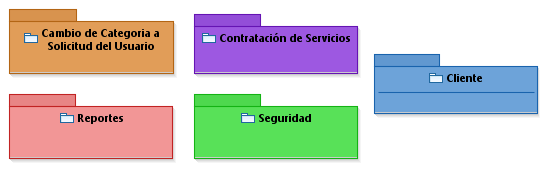 Cambio de Categoria a
Solicitud del Usuario
Contratación de Servicios
Cliente
Reportes
Seguridad